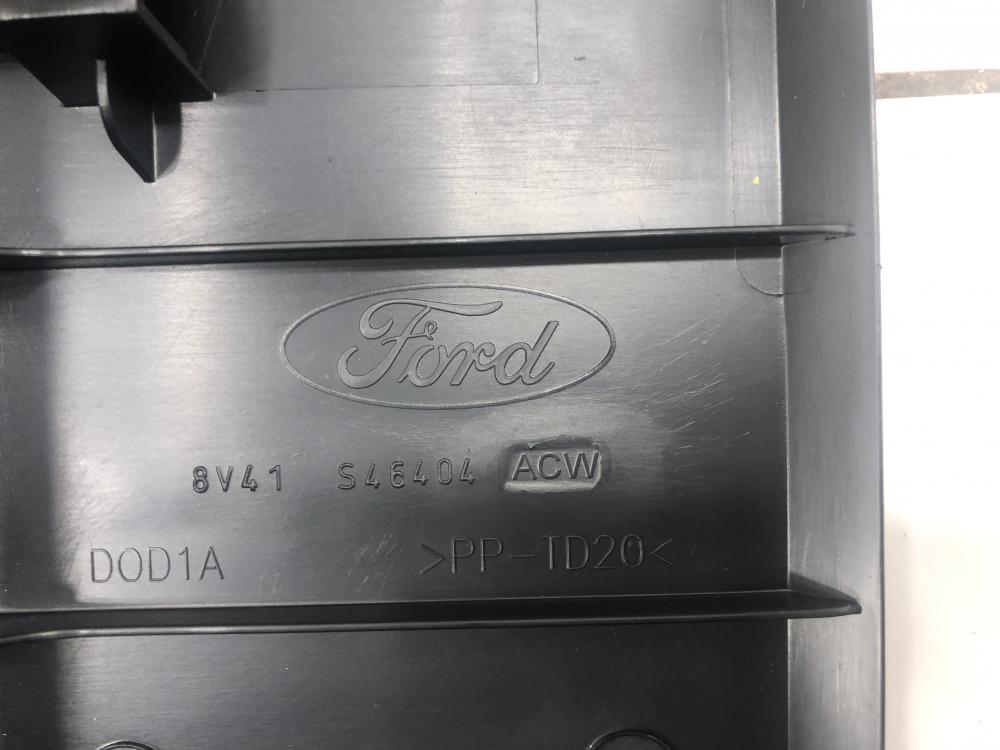 Ford
8V41 S46404 ACW
DOD1A >PP-TD20<